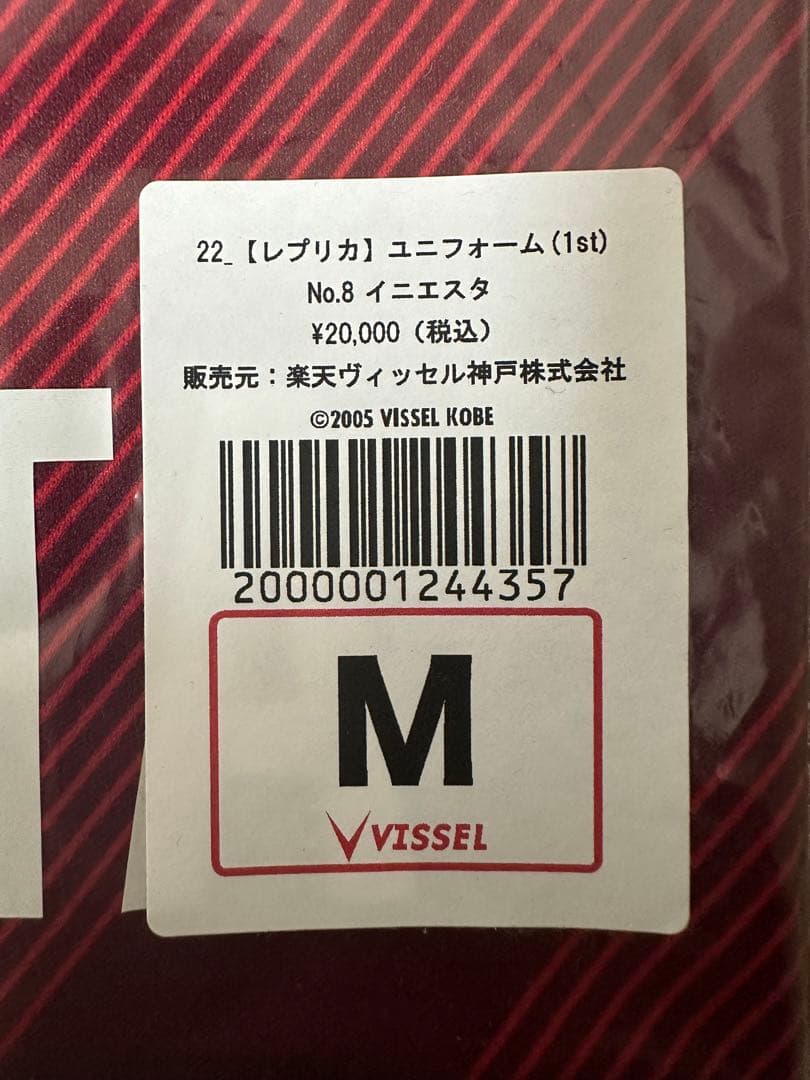 22_【レプリカ】ユニフォーム(1st)
No.8 イニエスタ
¥20,000（税込）
販売元：楽天ヴィッセル神戸株式会社
©2005 VISSEL KOBE
2000001244357
M
VISSEL
T